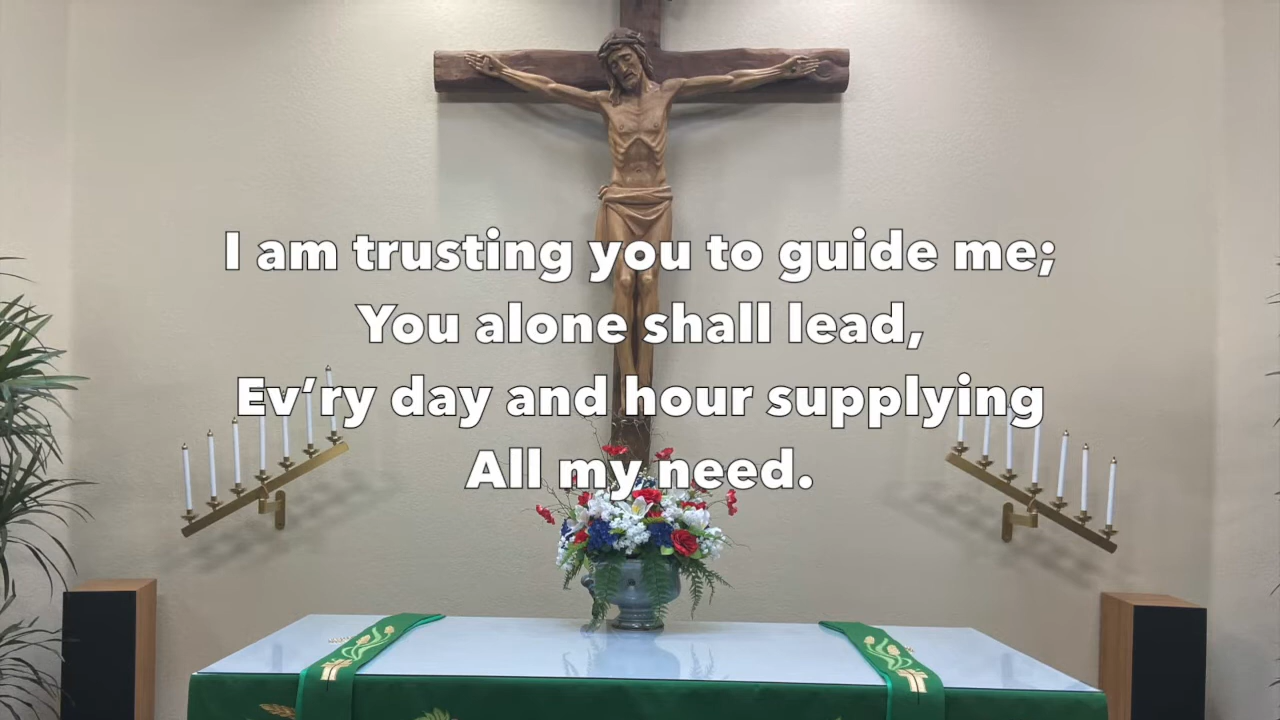 I am trusting you to guide me;
You alone shall lead,
Ev’ry day and hour supplying
All my need.